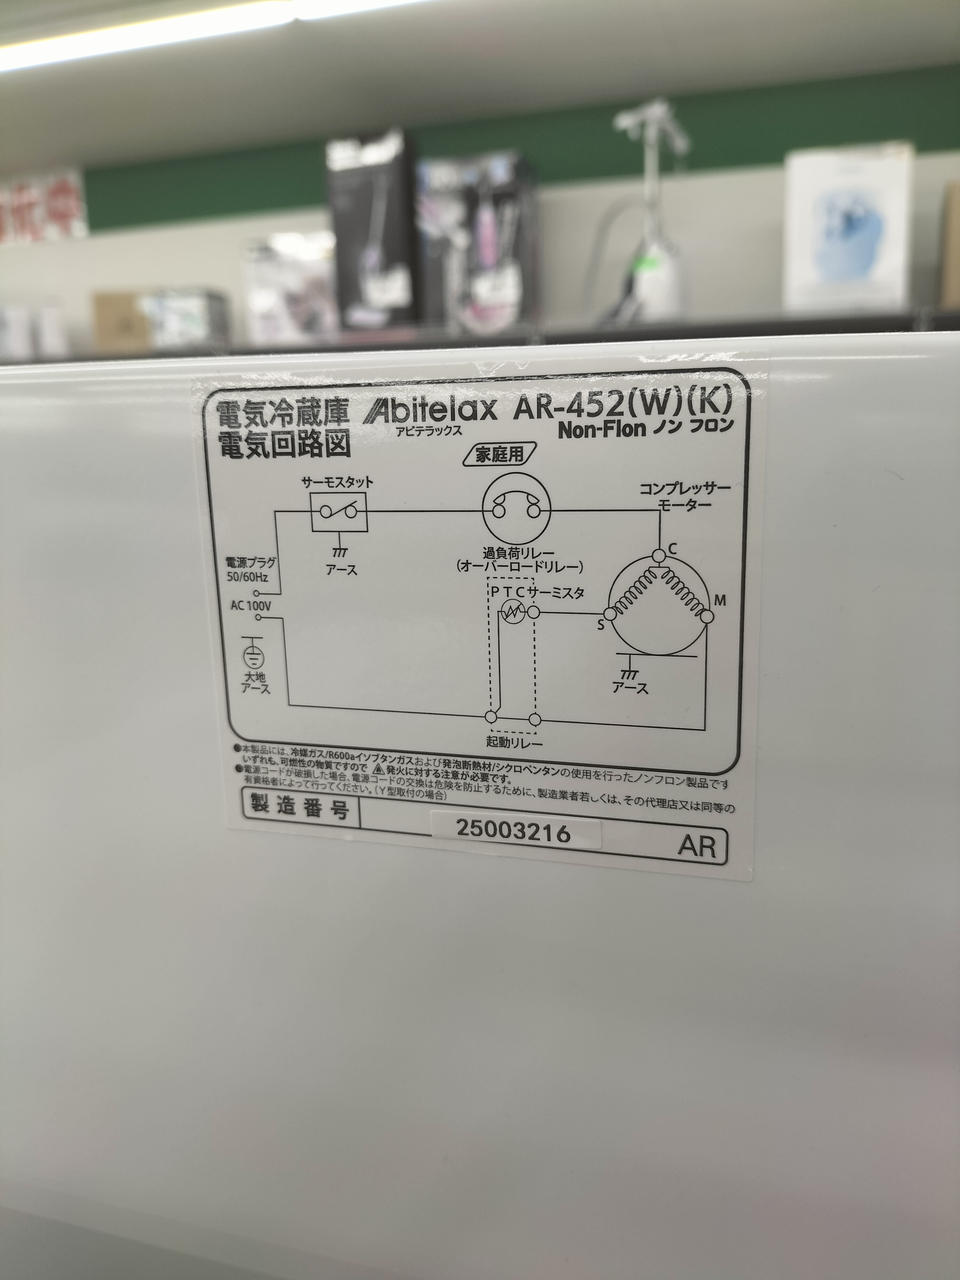 電気冷蔵庫
電気回路図
Abitelax AR-452(W)(K)
アビテラックス
Non-Flon ノン フロン
家庭用
サーモスタット
アース
過負荷リレー
(オーバーロードリレー)
コンプレッサー
モーター
C
M
S
アース
電源プラグ
50/60Hz
AC 100V
大地
アース
PTCサーミスタ
起動リレー
●本製品には、冷媒ガス/R600aイソブタンガスおよび発泡断熱材/シクロペンタンの使用を行ったノンフロン製品です
いずれも、可燃性の物質ですので ⚠発火に対する注意が必要です。
●電源コードが破損した場合、電源コードの交換は危険を防止するために、製造業者若しくは、その代理店又は同等の
有資格者によって行ってください。(Y型取付の場合)
製造番号
25003216
AR